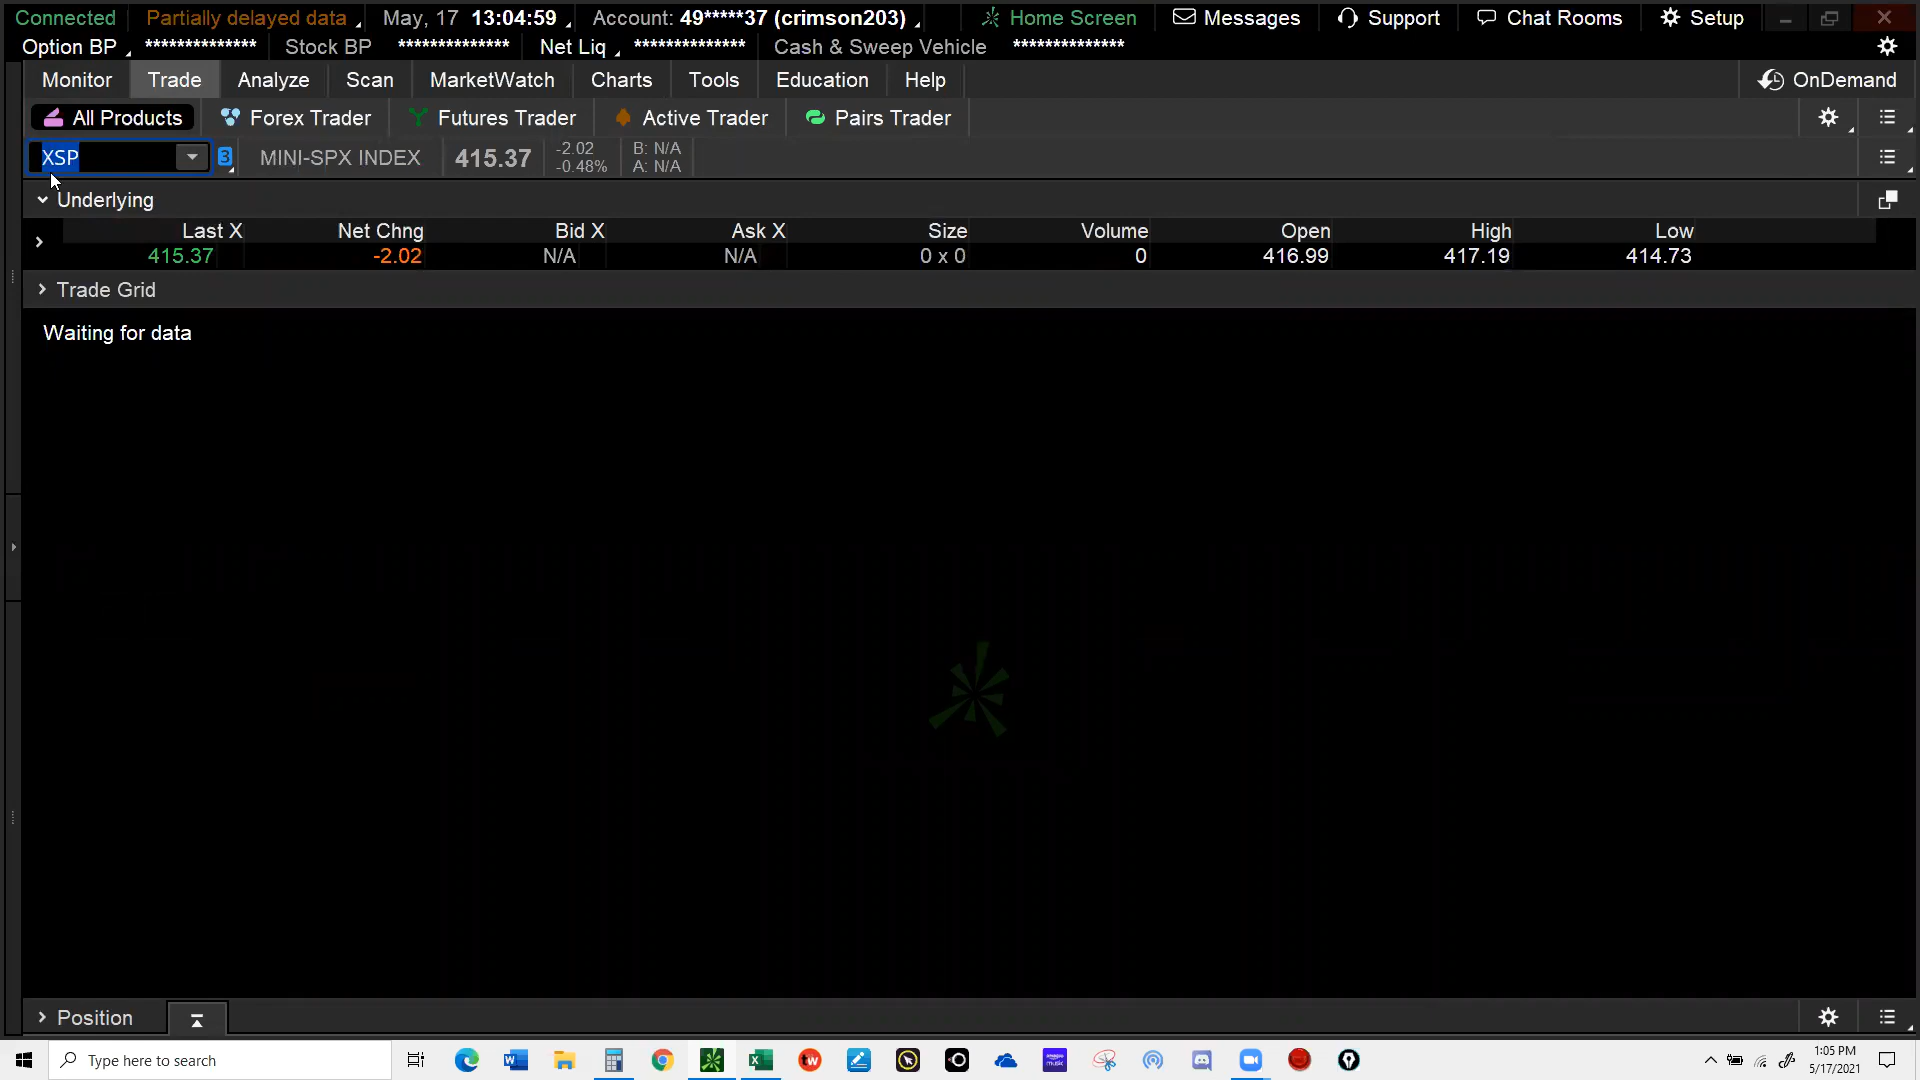 Connected Partially delayed data May, 17 13:04:59 Account: 49*****37 (crimson203) Home Screen Messages Support Chat Rooms Setup
Option BP ************** Stock BP ************** Net Liq ************** Cash & Sweep Vehicle **************
Monitor Trade Analyze Scan MarketWatch Charts Tools Education Help OnDemand
All Products Forex Trader Futures Trader Active Trader Pairs Trader
XSP 3 MINI-SPX INDEX 415.37 -2.02 B: N/A
-0.48% A: N/A
Underlying
Last X Net Chng Bid X Ask X Size Volume Open High Low
415.37 -2.02 N/A N/A 0 x 0 0 416.99 417.19 414.73
Trade Grid
Waiting for data
Position
Type here to search tw 1:05 PM
5/17/2021